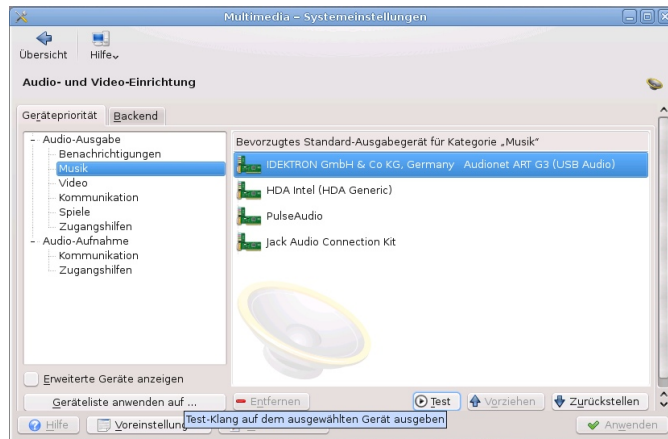 Multimedia – Systemeinstellungen
Übersicht
Hilfe
Audio- und Video-Einrichtung
Gerätepriorität
Backend
Audio-Ausgabe
Benachrichtigungen
Musik
Video
Kommunikation
Spiele
Zugangshilfen
Audio-Aufnahme
Kommunikation
Zugangshilfen
Erweiterte Geräte anzeigen
Geräteliste anwenden auf ...
Bevorzugtes Standard-Ausgabegerät für Kategorie „Musik“
IDEKTRON GmbH & Co KG, Germany Audionet ART G3 (USB Audio)
HDA Intel (HDA Generic)
PulseAudio
Jack Audio Connection Kit
Entfernen
Test
Vorziehen
Zurückstellen
Test-Klang auf dem ausgewählten Gerät ausgeben
Hilfe
Anwenden